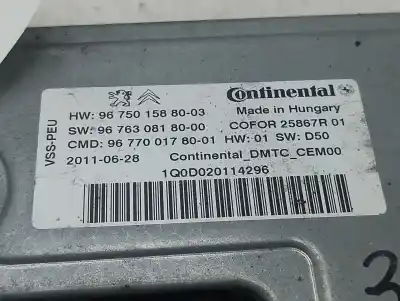 Continental
HW: 96 750 158 80-03 Made in Hungary
SW: 96 763 081 80-00 COFOR 25867R 01
CMD: 96 770 017 80-01 HW: 01 SW: D50
2011-06-28 Continental_DMTC_CEM00
1Q0D020114296
VSS-PEU
3